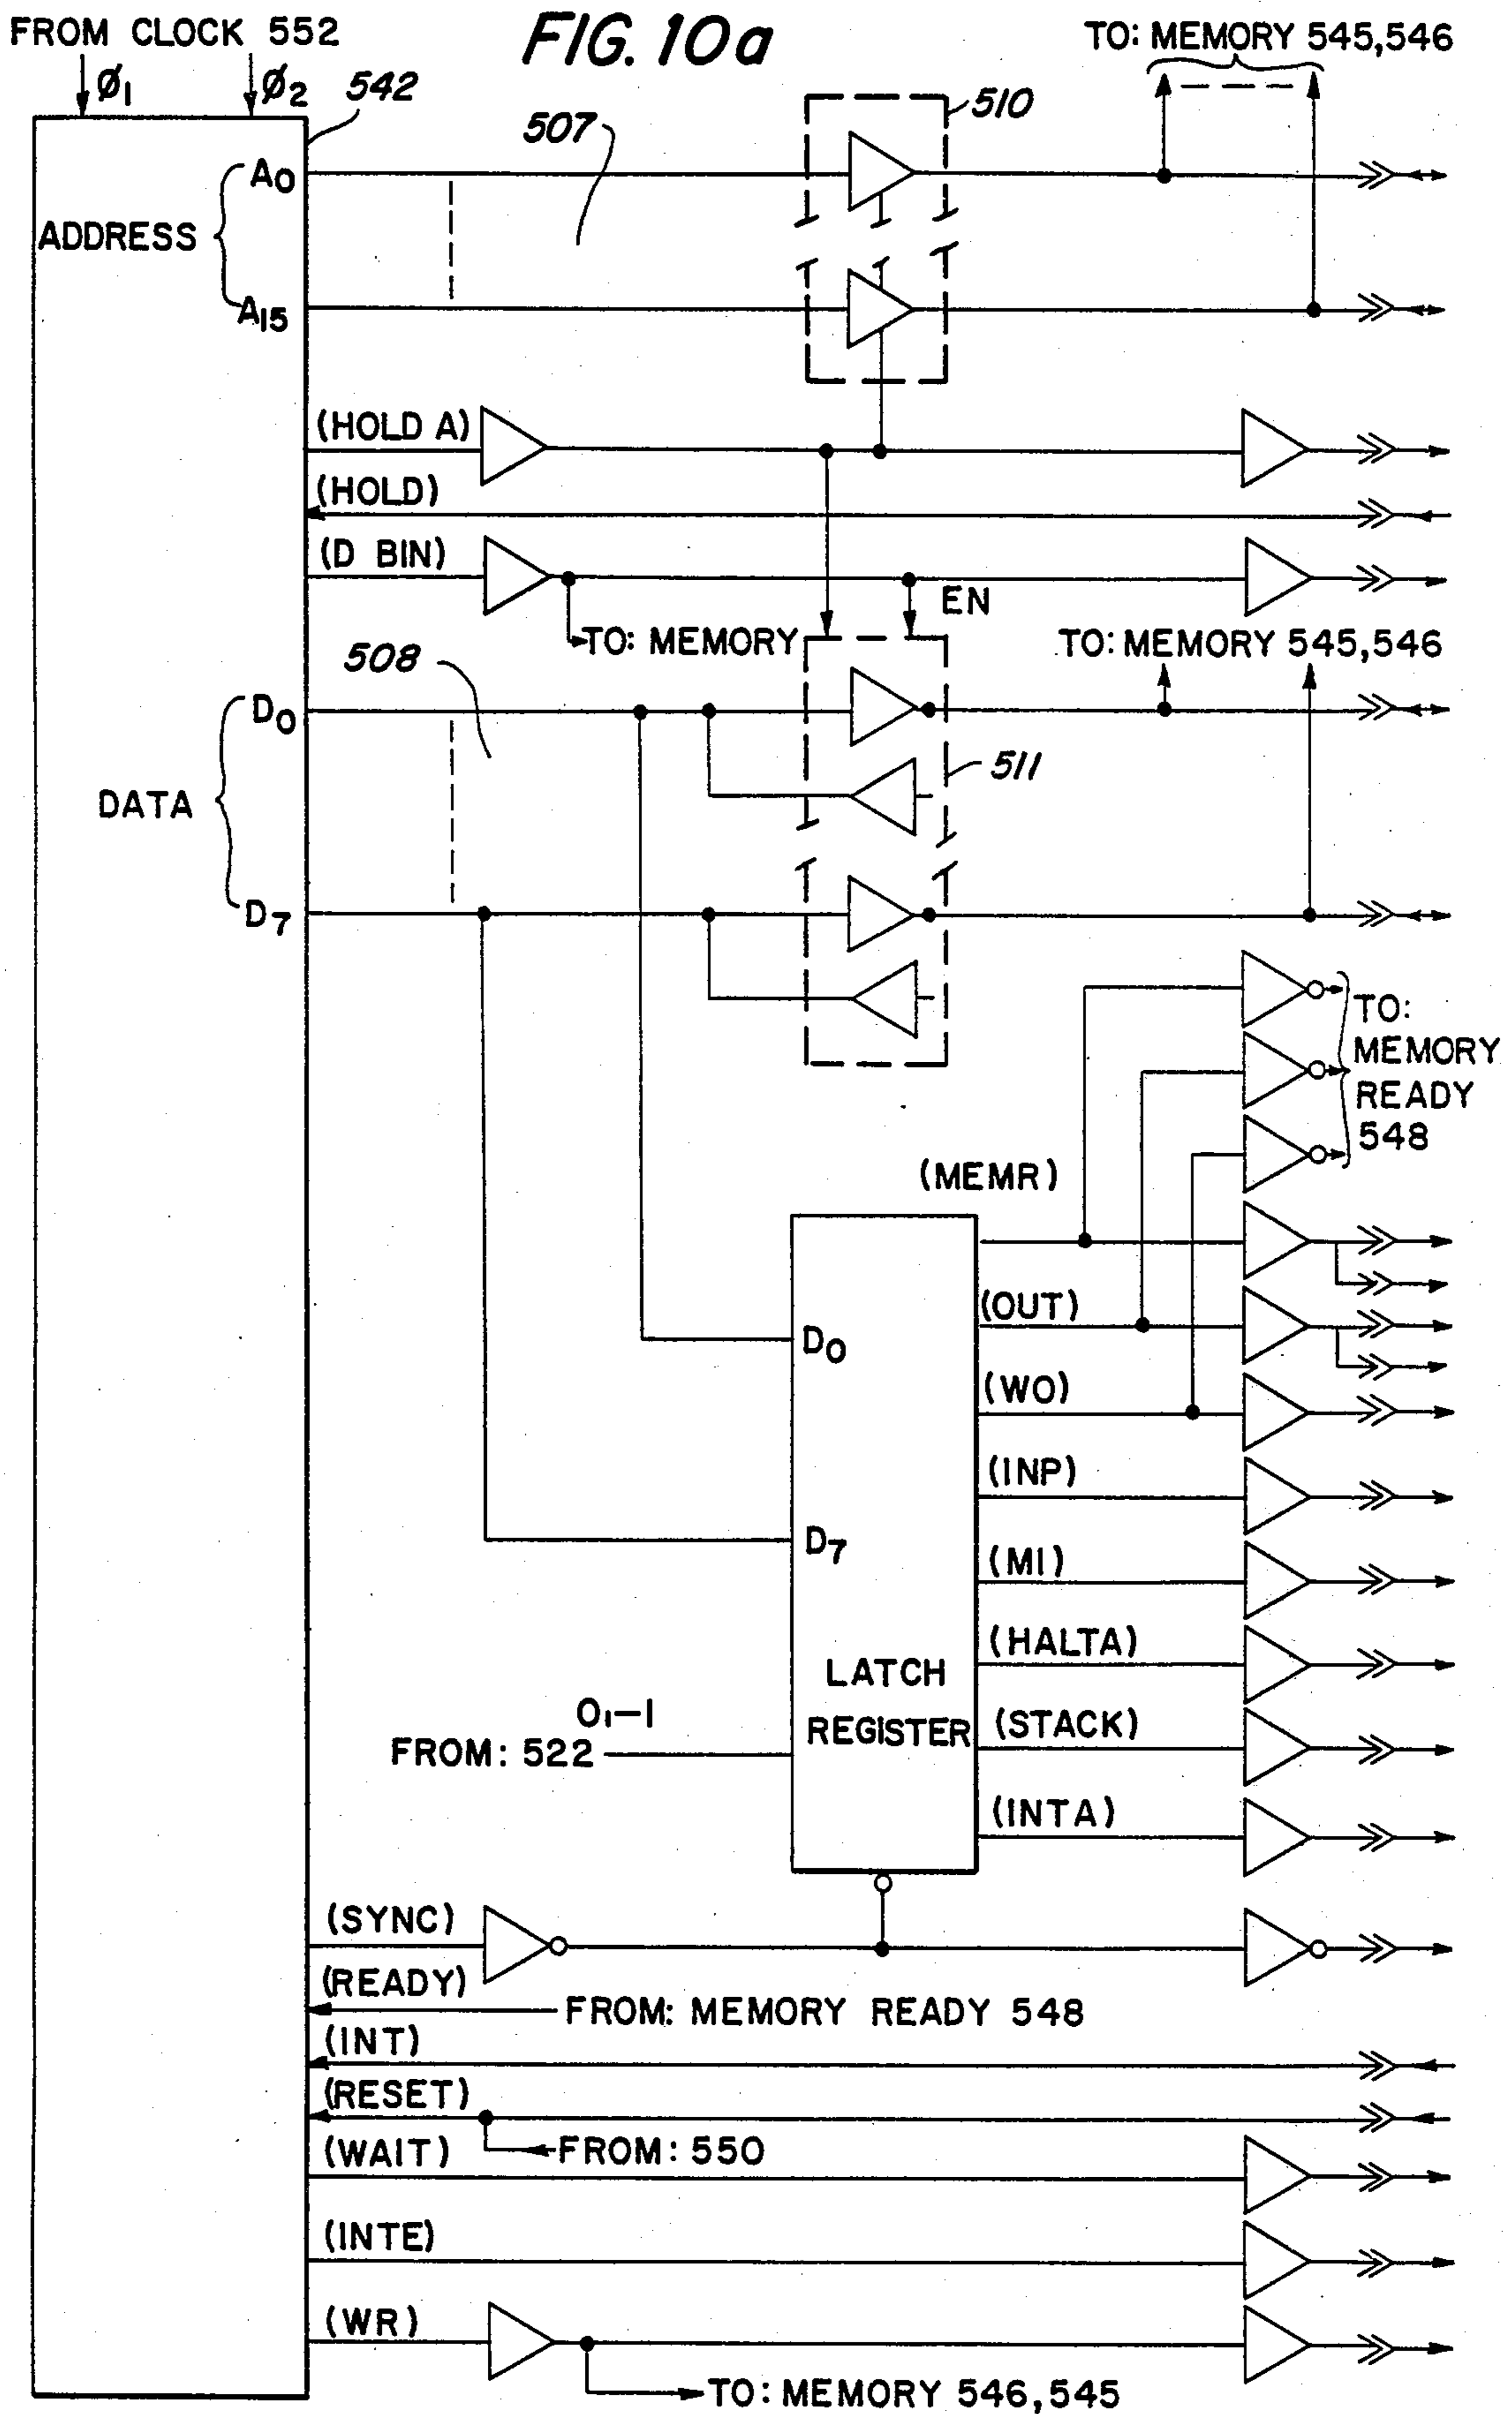 FIG. 10a
FROM CLOCK 552
TO: MEMORY 545,546
Ø1
Ø2
542
510
507
A0
ADDRESS
A15
(HOLD A)
(HOLD)
(D BIN)
EN
TO: MEMORY
TO: MEMORY 545,546
508
D0
511
DATA
D7
TO:
MEMORY
READY
548
(MEMR)
(OUT)
D0
(WO)
(INP)
D7
(MI)
(HALTA)
LATCH
REGISTER
O1-1
FROM: 522
(STACK)
(INTA)
(SYNC)
(READY)
FROM: MEMORY READY 548
(INT)
(RESET)
FROM: 550
(WAIT)
(INTE)
(WR)
TO: MEMORY 546,545